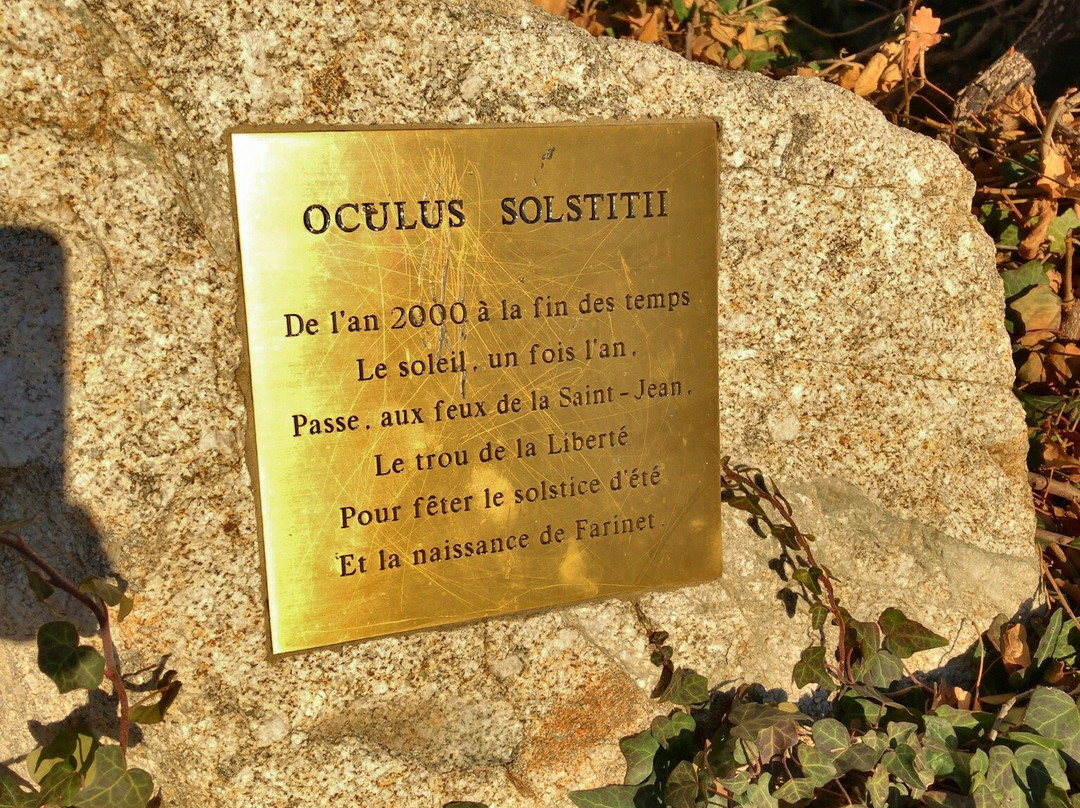 OCULUS SOLSTITII
De l'an 2000 à la fin des temps
Le soleil, un fois l'an,
Passe, aux feux de la Saint-Jean,
Le trou de la Liberté
Pour fêter le solstice d'été
Et la naissance de Farinet.